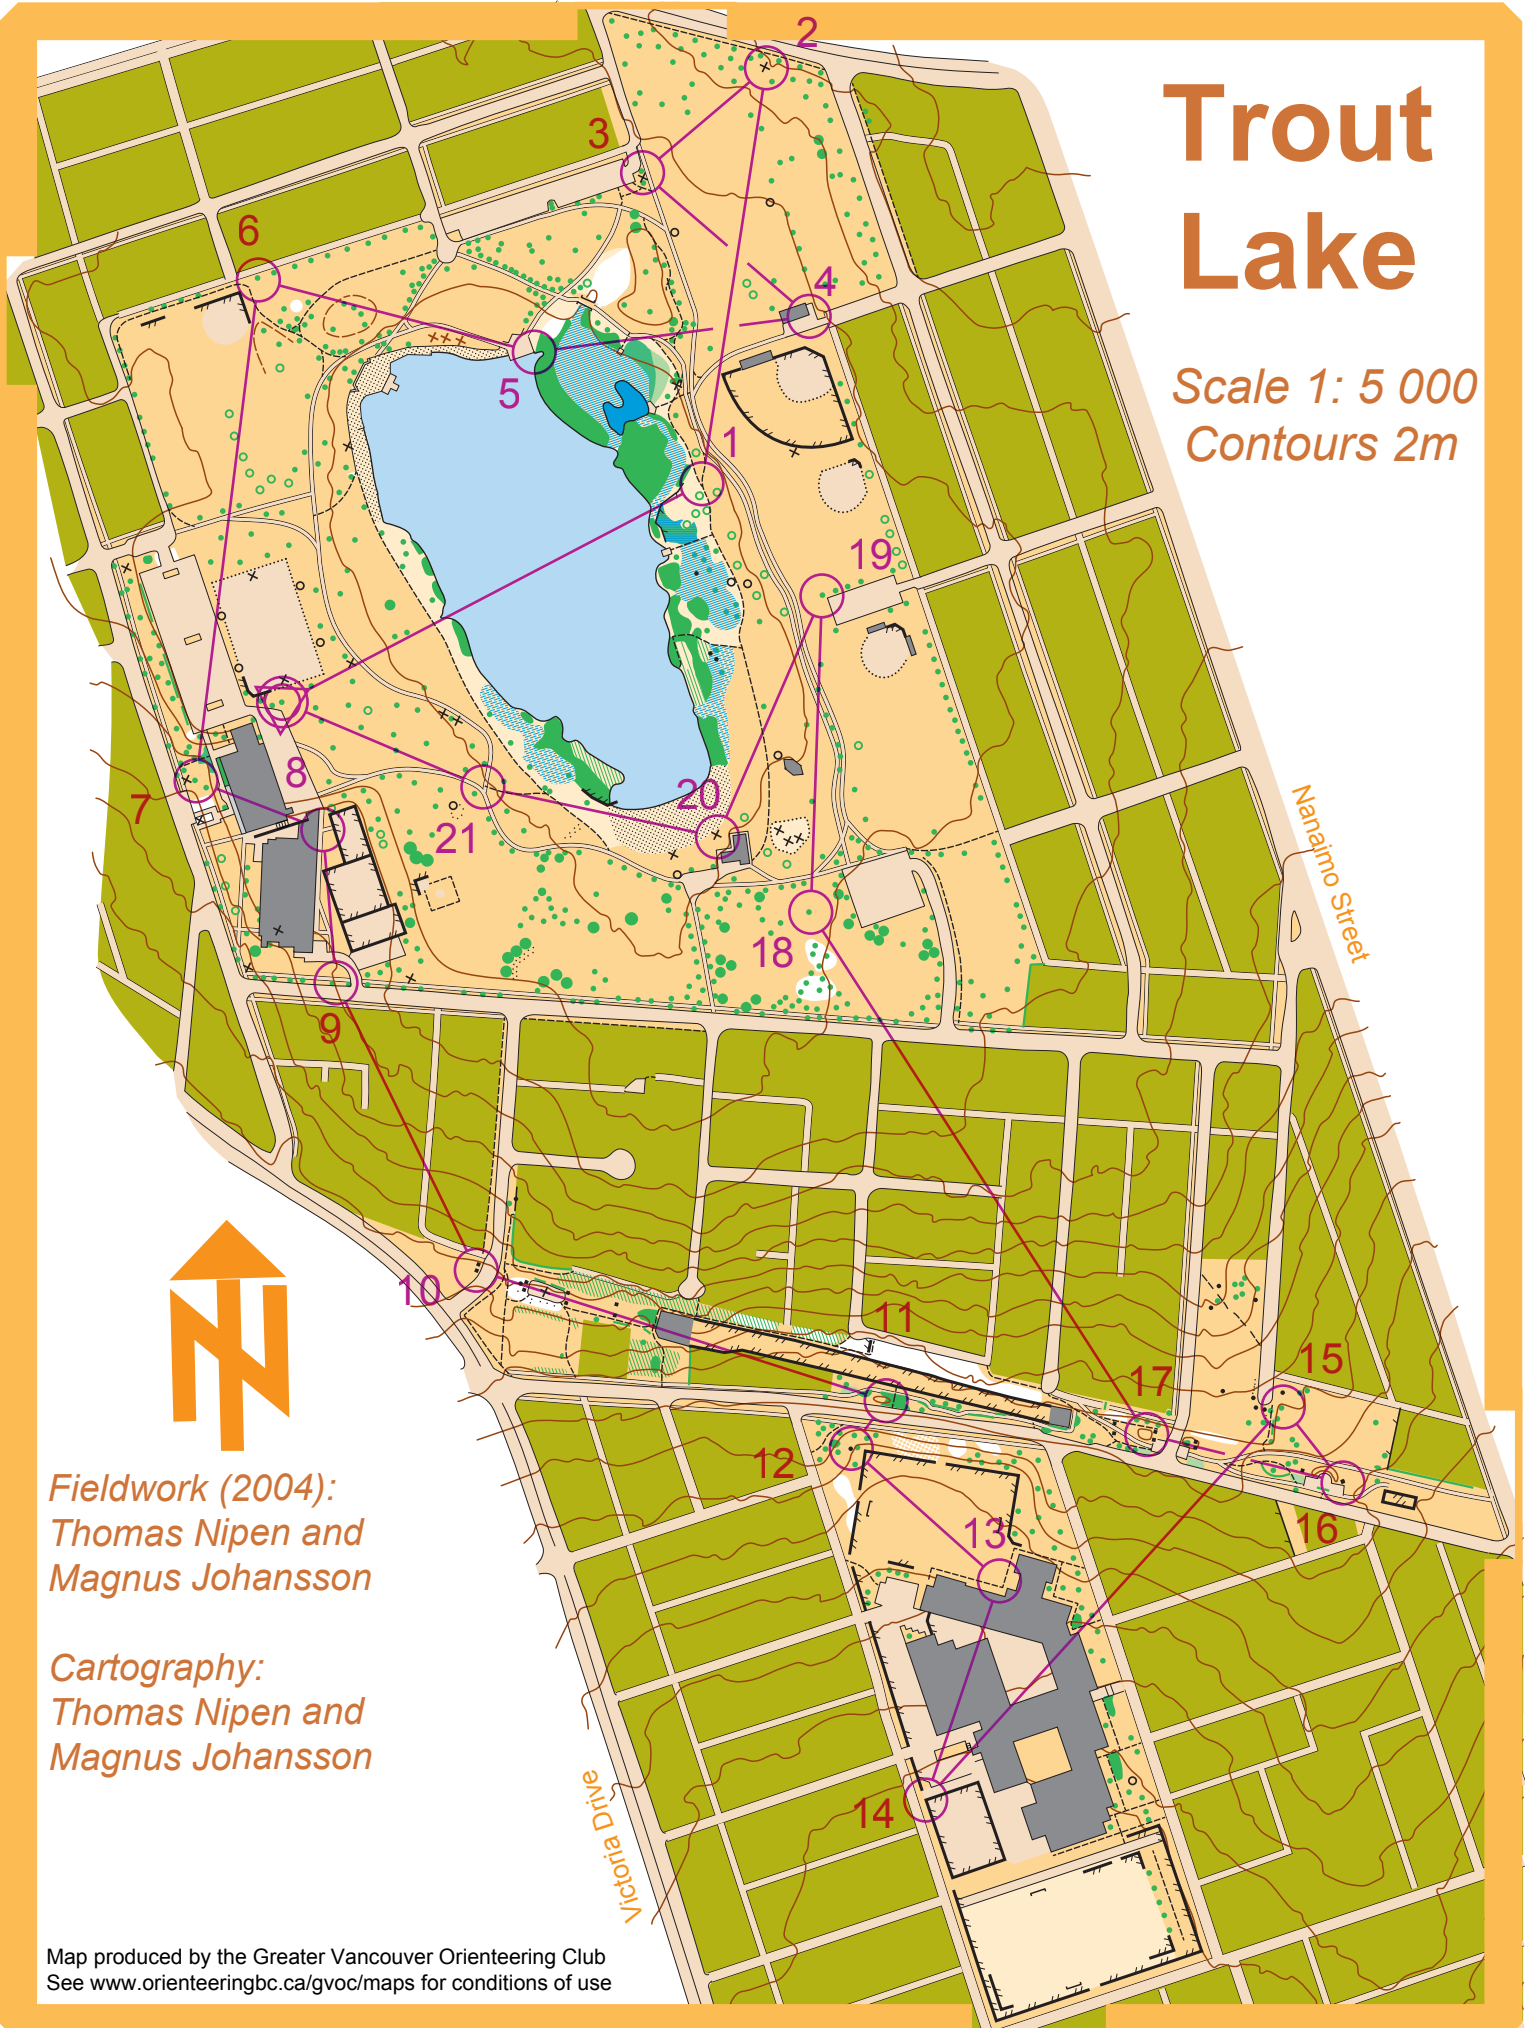 Trout
Lake
Scale 1: 5 000
Contours 2m
2
3
6
4
5
1
19
8
7
20
21
18
9
Nanaimo Street
10
11
15
17
12
16
13
14
N
Fieldwork (2004):
Thomas Nipen and
Magnus Johansson
Cartography:
Thomas Nipen and
Magnus Johansson
Victoria Drive
Map produced by the Greater Vancouver Orienteering Club
See www.orienteeringbc.ca/gvoc/maps for conditions of use